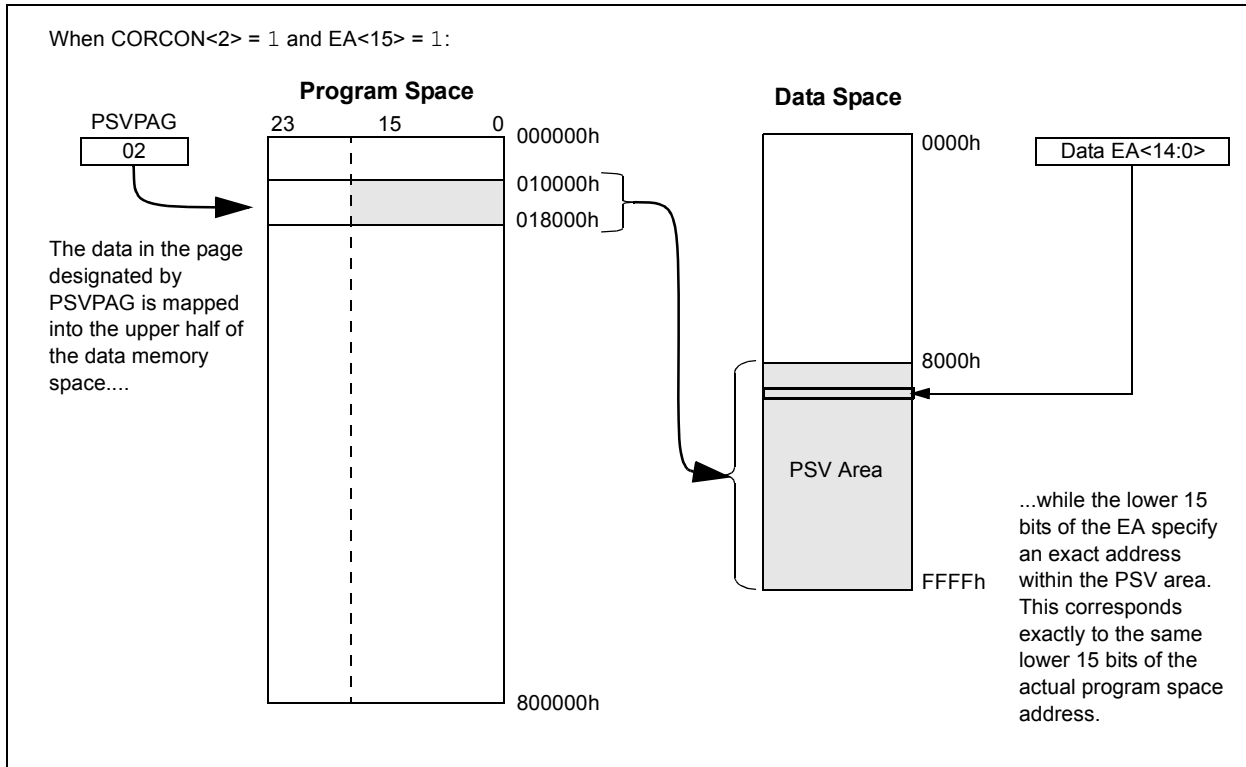 When CORCON<2> = 1 and EA<15> = 1:
Program Space
Data Space
PSVPAG
02
23 15 0
000000h
010000h
018000h
800000h
The data in the page
designated by
PSVPAG is mapped
into the upper half of
the data memory
space....
0000h
8000h
FFFFh
PSV Area
Data EA<14:0>
...while the lower 15
bits of the EA specify
an exact address
within the PSV area.
This corresponds
exactly to the same
lower 15 bits of the
actual program space
address.